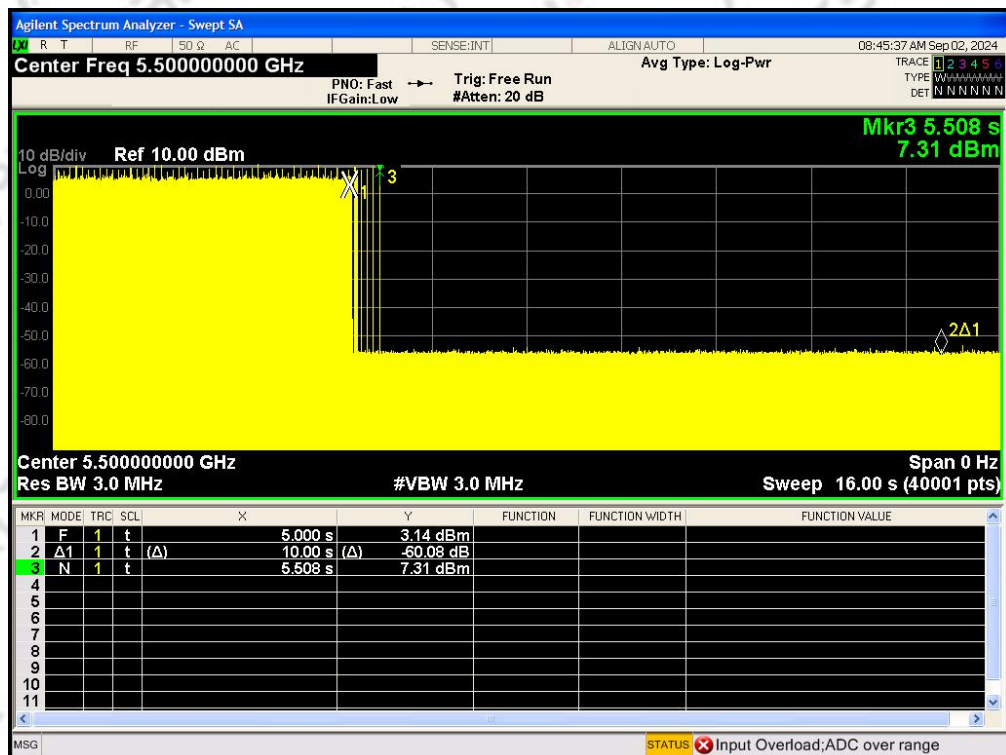 Agilent Spectrum Analyzer - Swept SA
LXI R T RF 50 Ω AC SENSE:INT ALIGN AUTO 08:45:37 AM Sep 02, 2024
Center Freq 5.500000000 GHz Avg Type: Log-Pwr TRACE 1 2 3 4 5 6
PNO: Fast Trig: Free Run TYPE WWWWWW
IFGain:Low #Atten: 20 dB DET N N N N N N
Mkr3 5.508 s
10 dB/div Ref 10.00 dBm 7.31 dBm
Log
0.00 1 3
-10.0
-20.0
-30.0
-40.0
-50.0 2Δ1
-60.0
-70.0
-80.0
Center 5.500000000 GHz Span 0 Hz
Res BW 3.0 MHz #VBW 3.0 MHz Sweep 16.00 s (40001 pts)
MKR MODE TRC SCL X Y FUNCTION FUNCTION WIDTH FUNCTION VALUE
1 F 1 t 5.000 s 3.14 dBm
2 Δ1 1 t (Δ) 10.00 s (Δ) -60.08 dB
3 N 1 t 5.508 s 7.31 dBm
4
5
6
7
8
9
10
11
MSG STATUS Input Overload;ADC over range